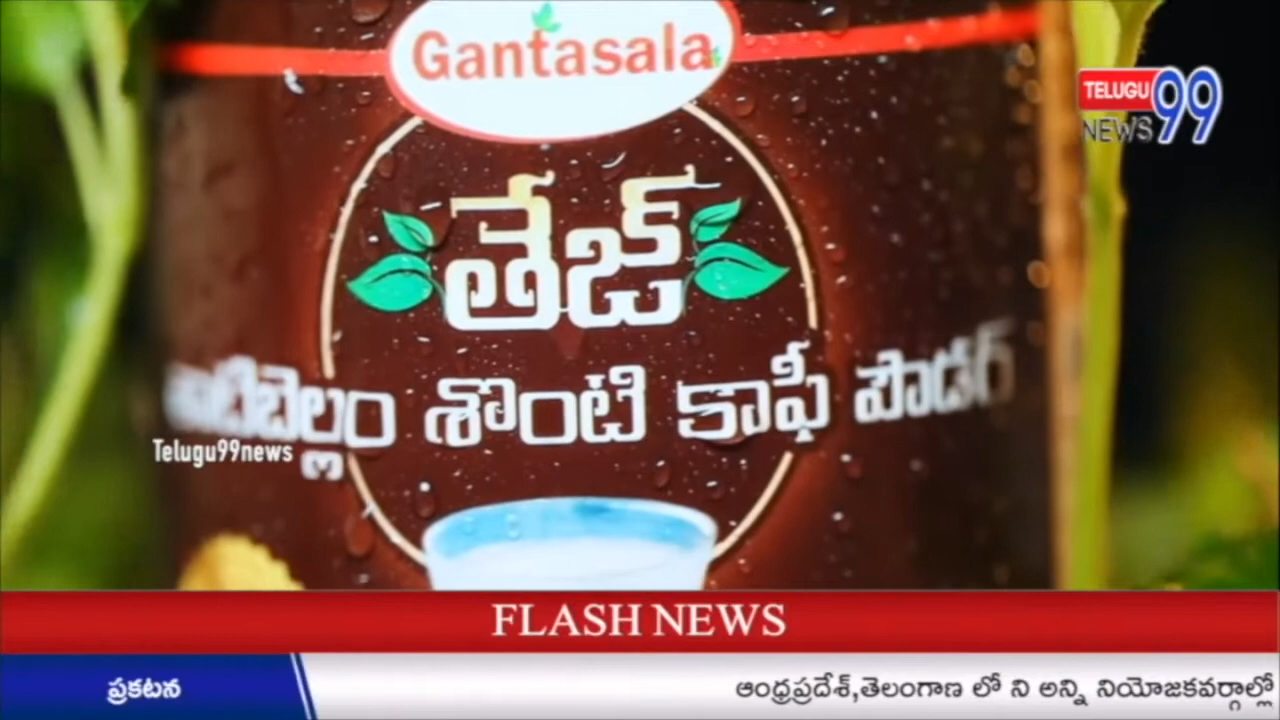 Gantasala
TELUGU
NEWS 99
తేజ్
శొంటి కాఫీ పౌడర్
Telugu99news
FLASH NEWS
ప్రకటన
ఆంధ్రప్రదేశ్,తెలంగాణ లో ని అన్ని నియోజకవర్గాల్లో